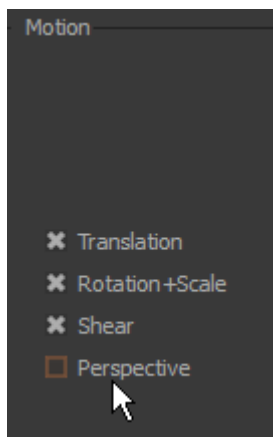 Motion
Translation
Rotation+Scale
Shear
Perspective